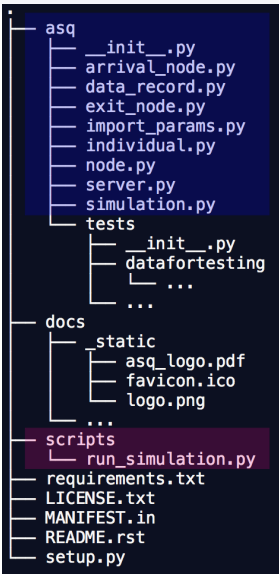 .
├── asq
│   ├── __init__.py
│   ├── arrival_node.py
│   ├── data_record.py
│   ├── exit_node.py
│   ├── import_params.py
│   ├── individual.py
│   ├── node.py
│   ├── server.py
│   ├── simulation.py
│   └── tests
│       ├── __init__.py
│       ├── datafortesting
│       │   └── ...
│       └── ...
├── docs
│   ├── _static
│   │   ├── asq_logo.pdf
│   │   ├── favicon.ico
│   │   └── logo.png
│   └── ...
├── scripts
│   └── run_simulation.py
├── requirements.txt
├── LICENSE.txt
├── MANIFEST.in
├── README.rst
└── setup.py